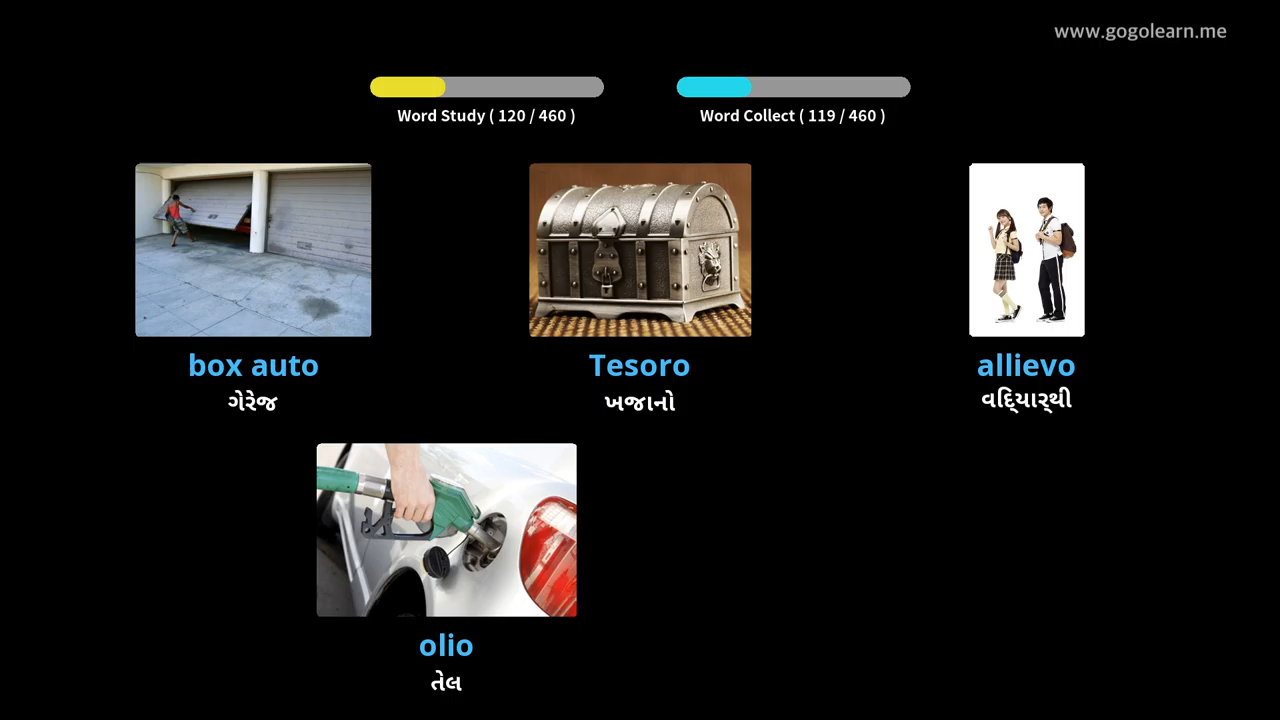 www.gogolearn.me
Word Study ( 120 / 460 )
Word Collect ( 119 / 460 )
box auto
ગેરેજ
Tesoro
ખજાનો
allievo
વિદ્યાર્થી
olio
તેલ